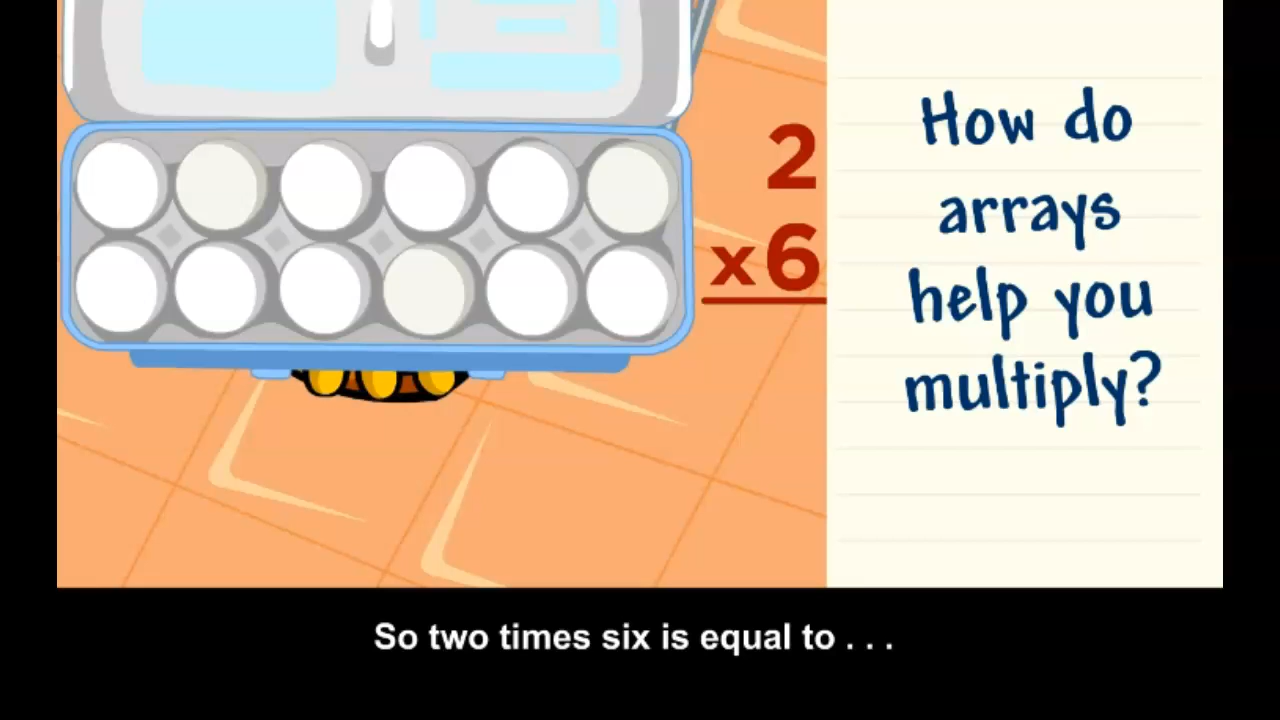 2
x6
How do
arrays
help you
multiply?
So two times six is equal to . . .